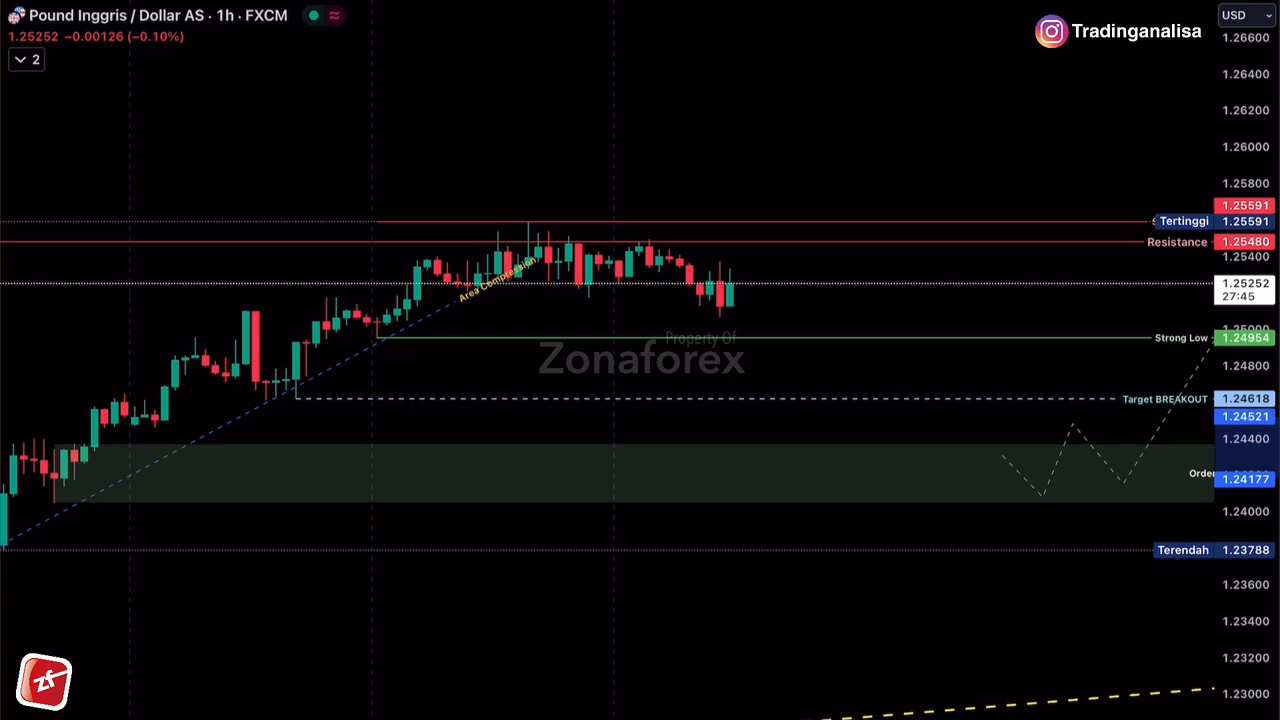 Pound Inggris / Dollar AS · 1h · FXCM
1.25252 −0.00126 (−0.10%)
2
Tradinganalisa
USD
1.26600
1.26400
1.26200
1.26000
1.25800
1.25591
Tertinggi 1.25591
Resistance 1.25480
1.25400
1.25252
27:45
Area Compression
Strong Low 1.24954
Property Of
Zonaforex
1.24800
Target BREAKOUT 1.24618
1.24521
1.24400
Order
1.24177
1.24000
Terendah 1.23788
1.23600
1.23400
1.23200
1.23000
zf